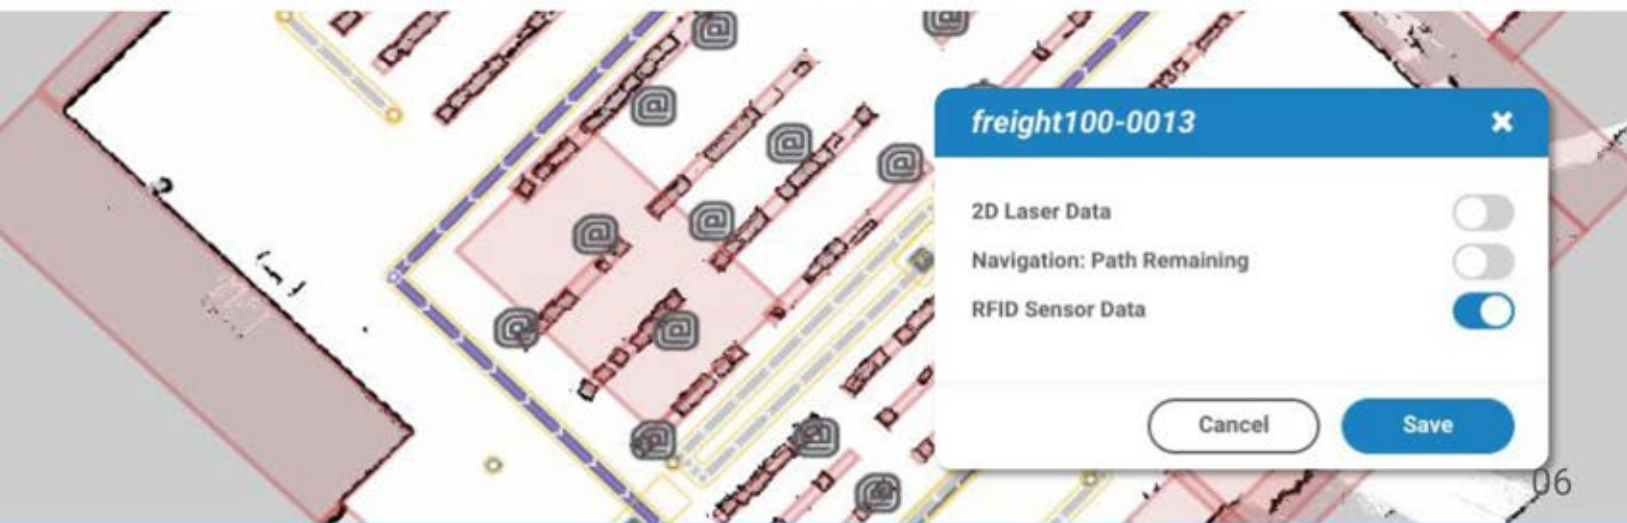 freight100-0013
2D Laser Data
Navigation: Path Remaining
RFID Sensor Data
Cancel
Save
06